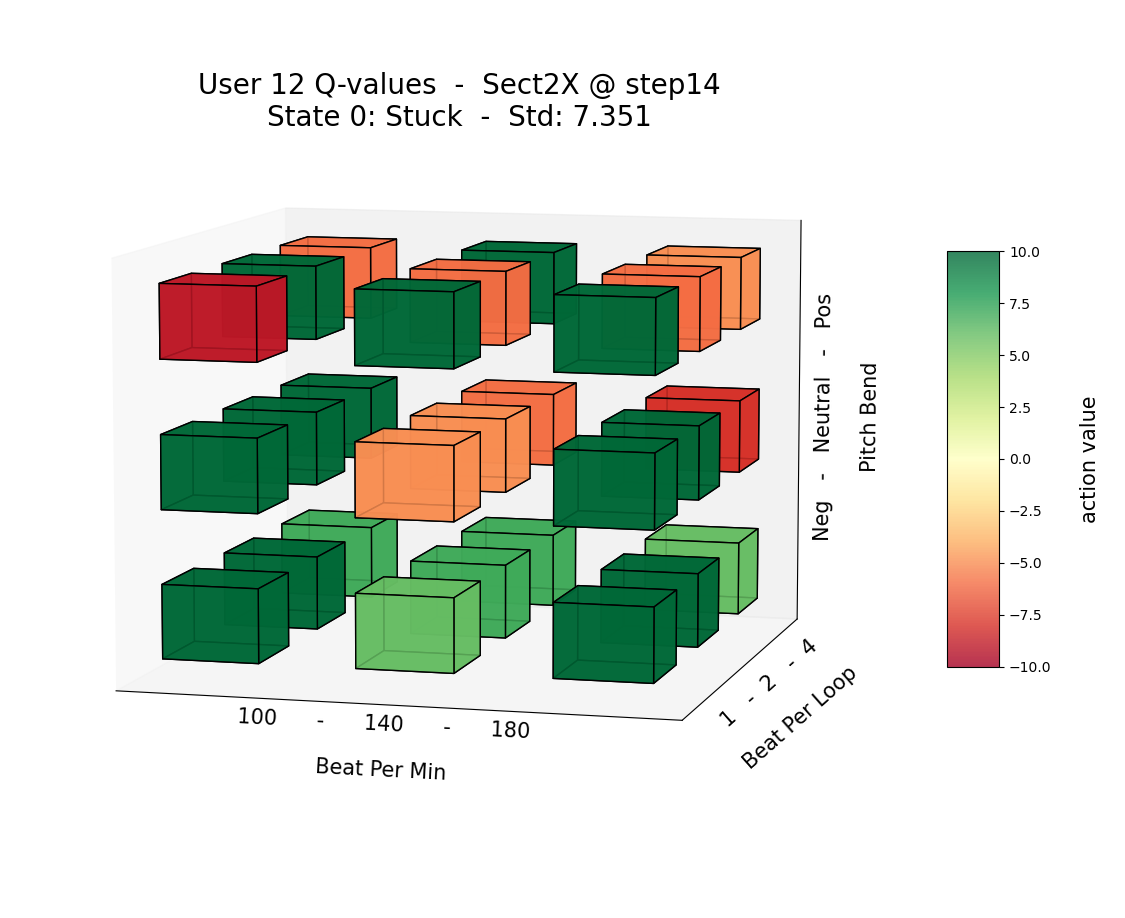 User 12 Q-values  -  Sect2X @ step14
State 0: Stuck  -  Std: 7.351
10.0
7.5
5.0
2.5
0.0
−2.5
−5.0
−7.5
−10.0
action value
Neg  -  Neutral  -  Pos
Pitch Bend
100  -  140  -  180
Beat Per Min
1  -  2  -  4
Beat Per Loop